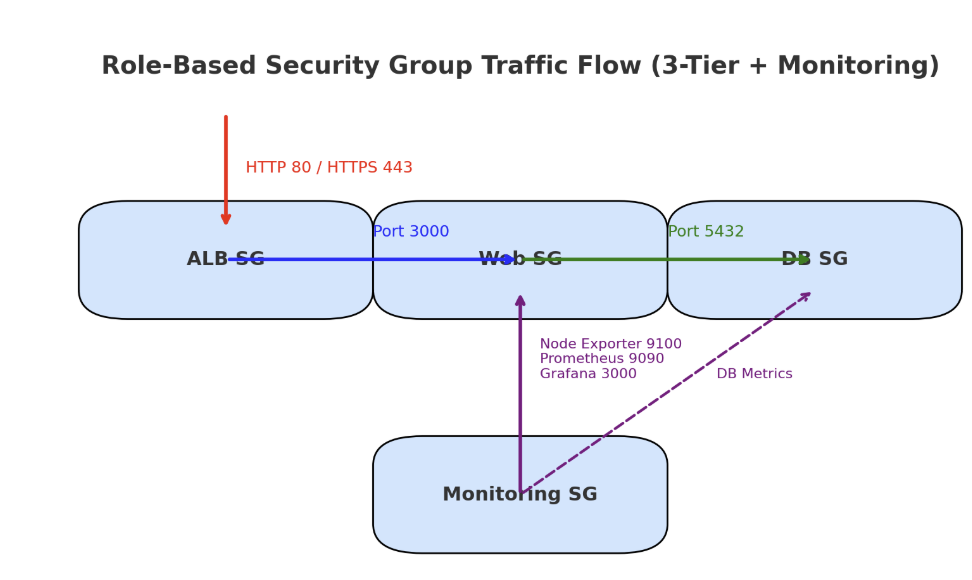 Role-Based Security Group Traffic Flow (3-Tier + Monitoring)
HTTP 80 / HTTPS 443
Port 3000
Port 5432
ALB SG
Web SG
DB SG
Node Exporter 9100
Prometheus 9090
Grafana 3000
DB Metrics
Monitoring SG